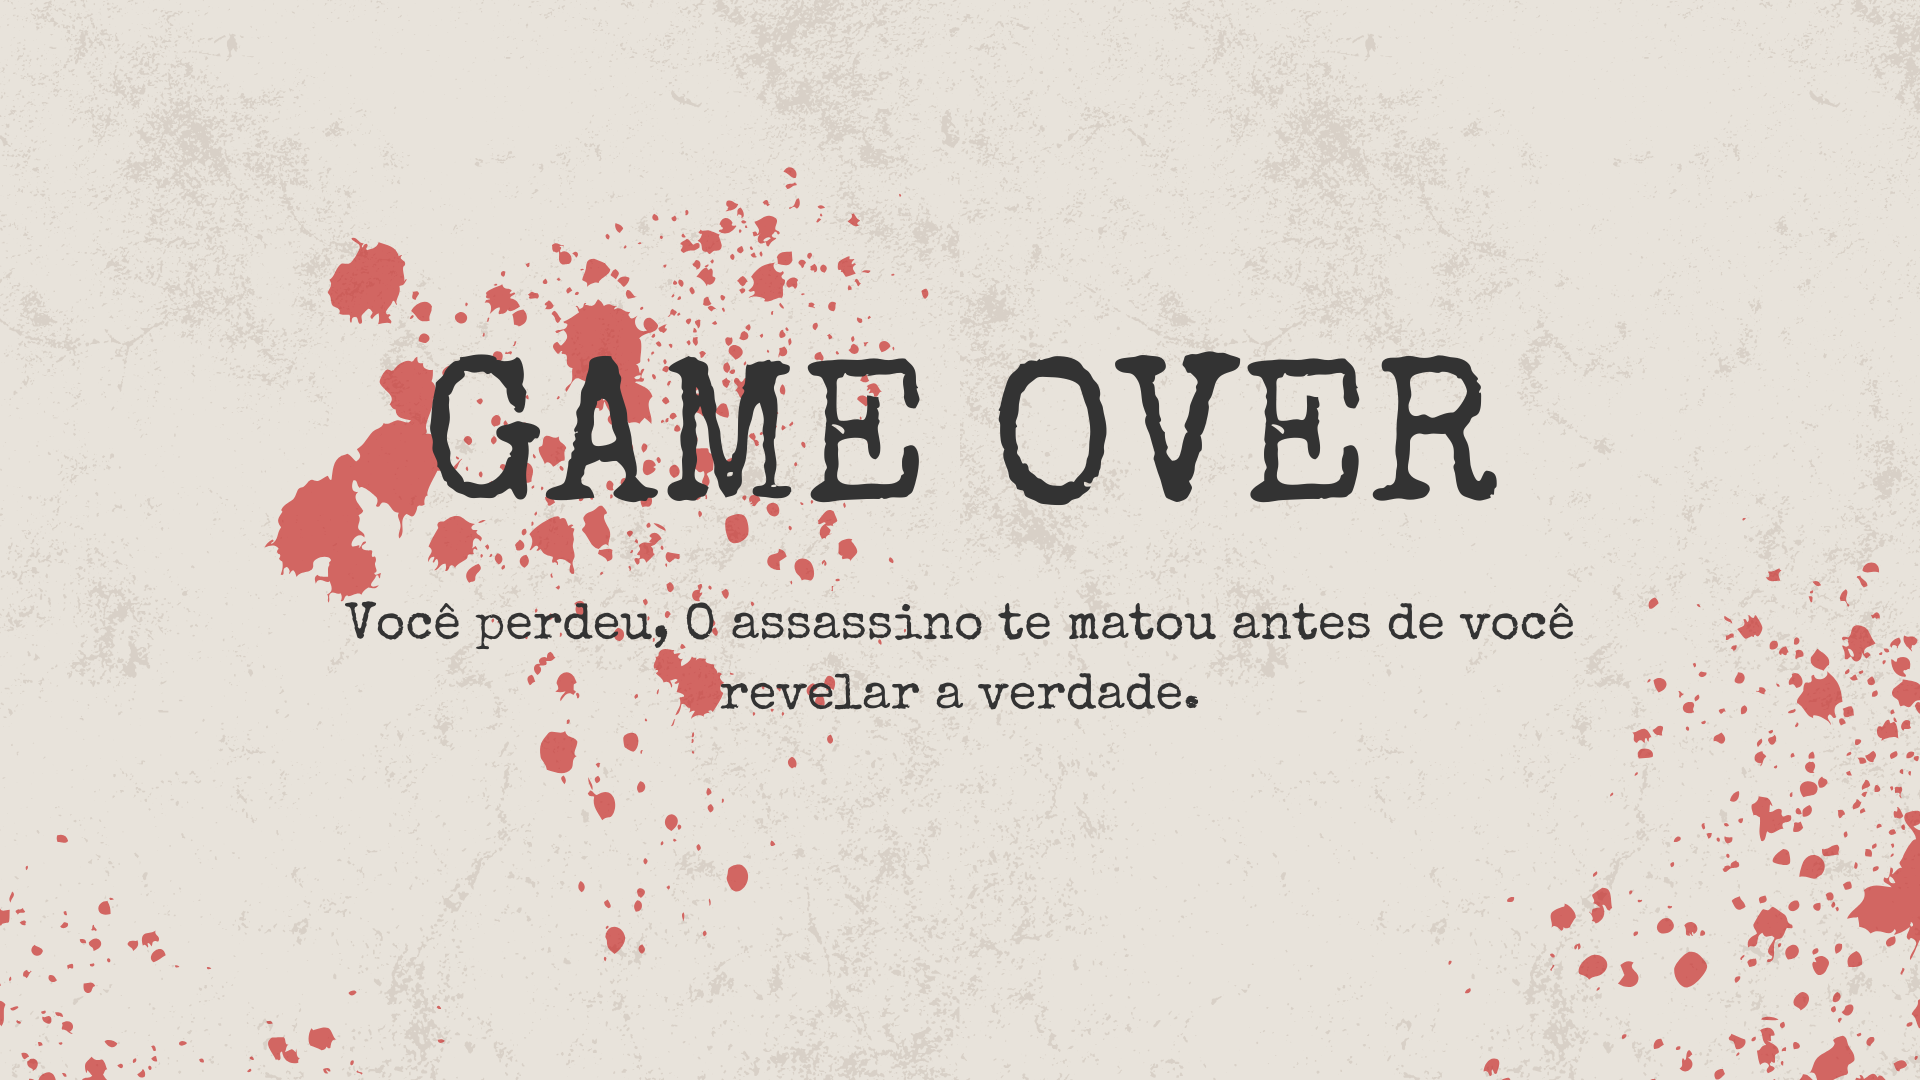 GAME OVER
Você perdeu, O assassino te matou antes de você
revelar a verdade.